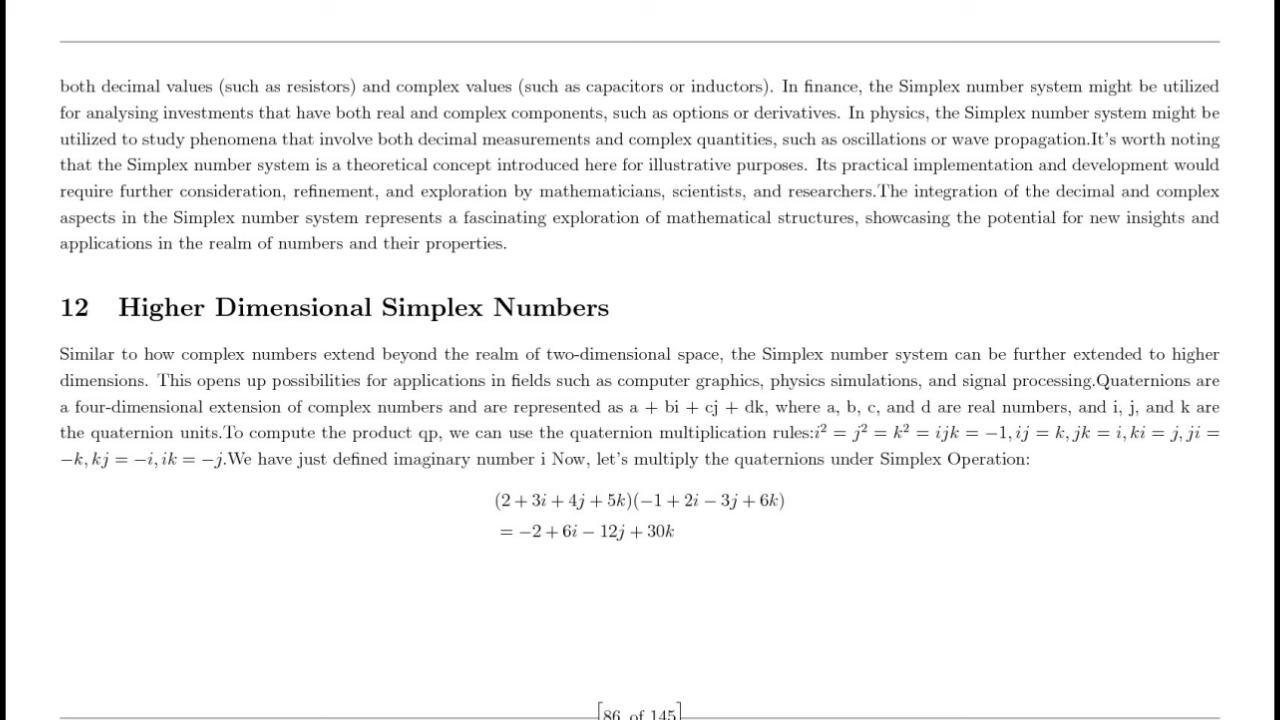 both decimal values (such as resistors) and complex values (such as capacitors or inductors). In finance, the Simplex number system might be utilized
for analysing investments that have both real and complex components, such as options or derivatives. In physics, the Simplex number system might be
utilized to study phenomena that involve both decimal measurements and complex quantities, such as oscillations or wave propagation.It's worth noting
that the Simplex number system is a theoretical concept introduced here for illustrative purposes. Its practical implementation and development would
require further consideration, refinement, and exploration by mathematicians, scientists, and researchers.The integration of the decimal and complex
aspects in the Simplex number system represents a fascinating exploration of mathematical structures, showcasing the potential for new insights and
applications in the realm of numbers and their properties.
12 Higher Dimensional Simplex Numbers
Similar to how complex numbers extend beyond the realm of two-dimensional space, the Simplex number system can be further extended to higher
dimensions. This opens up possibilities for applications in fields such as computer graphics, physics simulations, and signal processing.Quaternions are
a four-dimensional extension of complex numbers and are represented as a + bi + cj + dk, where a, b, c, and d are real numbers, and i, j, and k are
the quaternion units.To compute the product qp, we can use the quaternion multiplication rules:i² = j² = k² = ijk = −1, ij = k, jk = i, ki = j, ji =
−k, kj = −i, ik = −j.We have just defined imaginary number i Now, let's multiply the quaternions under Simplex Operation:
(2 + 3i + 4j + 5k)(−1 + 2i − 3j + 6k)
= −2 + 6i − 12j + 30k
[86 of 145]